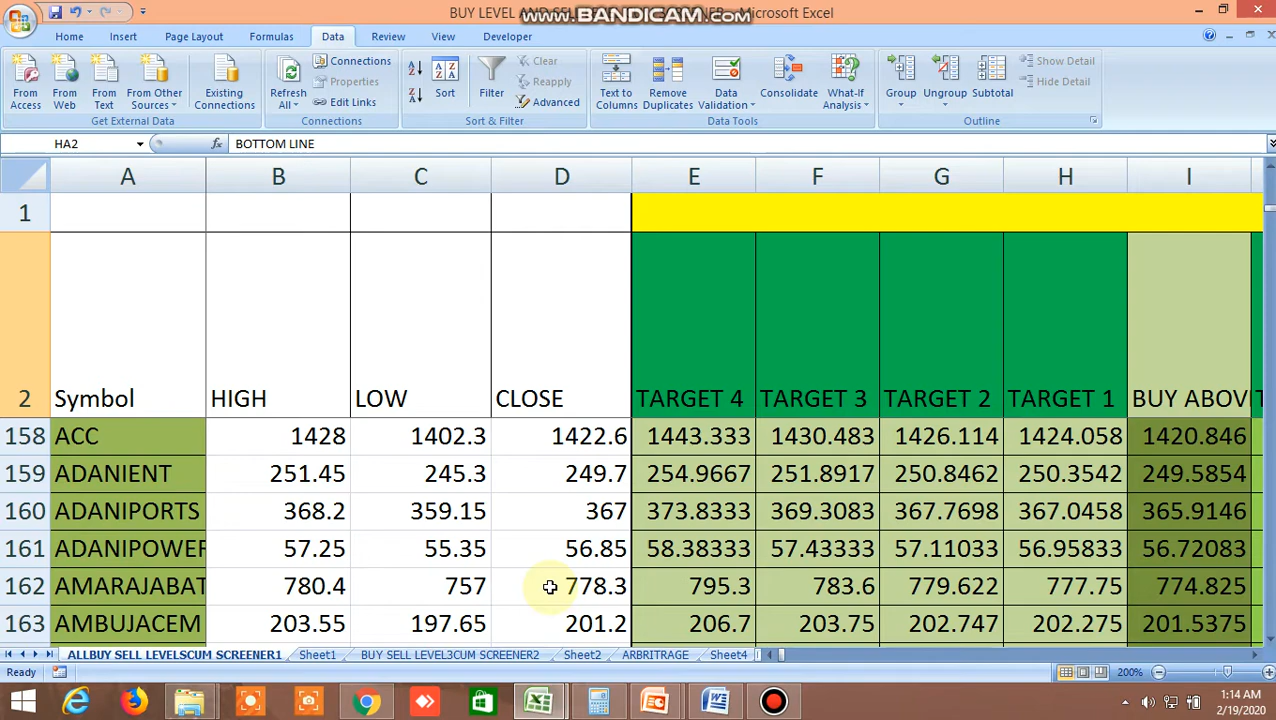 BUY LEVEL AND SEL
www.BANDICAM.com
- Microsoft Excel
Home Insert Page Layout Formulas Data Review View Developer
From Access
From Web
From Text
From Other Sources
Existing Connections
Get External Data
Refresh All
Connections
Properties
Edit Links
Connections
Sort
Filter
Clear
Reapply
Advanced
Sort & Filter
Text to Columns
Remove Duplicates
Data Validation
Consolidate
What-If Analysis
Data Tools
Group
Ungroup
Subtotal
Show Detail
Hide Detail
Outline
HA2 fx BOTTOM LINE
A B C D E F G H I
1
2 Symbol HIGH LOW CLOSE TARGET 4 TARGET 3 TARGET 2 TARGET 1 BUY ABOV T
158 ACC 1428 1402.3 1422.6 1443.333 1430.483 1426.114 1424.058 1420.846
159 ADANIENT 251.45 245.3 249.7 254.9667 251.8917 250.8462 250.3542 249.5854
160 ADANIPORTS 368.2 359.15 367 373.8333 369.3083 367.7698 367.0458 365.9146
161 ADANIPOWER 57.25 55.35 56.85 58.38333 57.43333 57.11033 56.95833 56.72083
162 AMARAJABAT 780.4 757 778.3 795.3 783.6 779.622 777.75 774.825
163 AMBUJACEM 203.55 197.65 201.2 206.7 203.75 202.747 202.275 201.5375
ALLBUY SELL LEVELSCUM SCREENER1 Sheet1 BUY SELL LEVEL3CUM SCREENER2 Sheet2 ARBRITRAGE Sheet4
Ready 200%
1:14 AM
2/19/2020